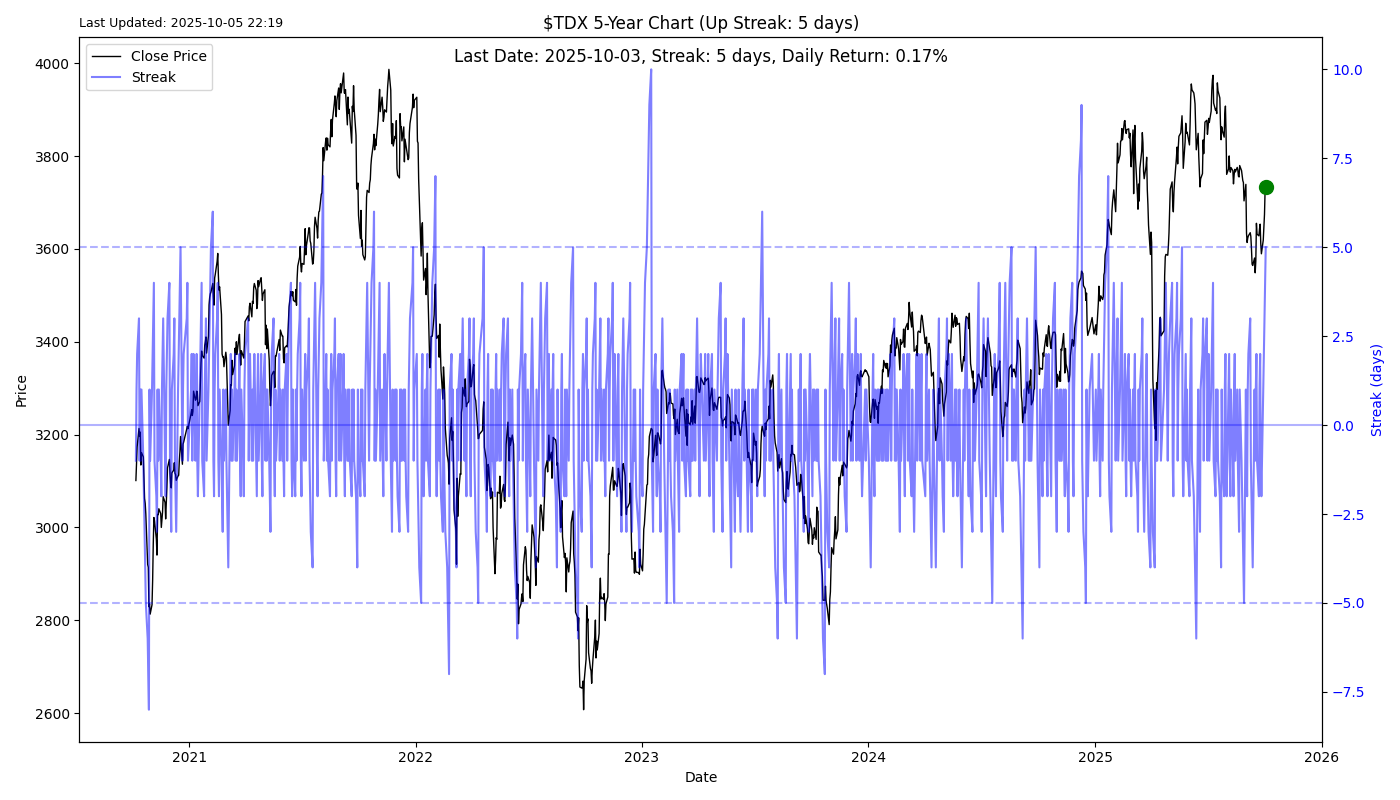 Last Updated: 2025-10-05 22:19
$TDX 5-Year Chart (Up Streak: 5 days)
Last Date: 2025-10-03, Streak: 5 days, Daily Return: 0.17%
Close Price
Streak
4000
3800
3600
3400
3200
3000
2800
2600
Price
10.0
7.5
5.0
2.5
0.0
−2.5
−5.0
−7.5
Streak (days)
2021
2022
2023
2024
2025
2026
Date